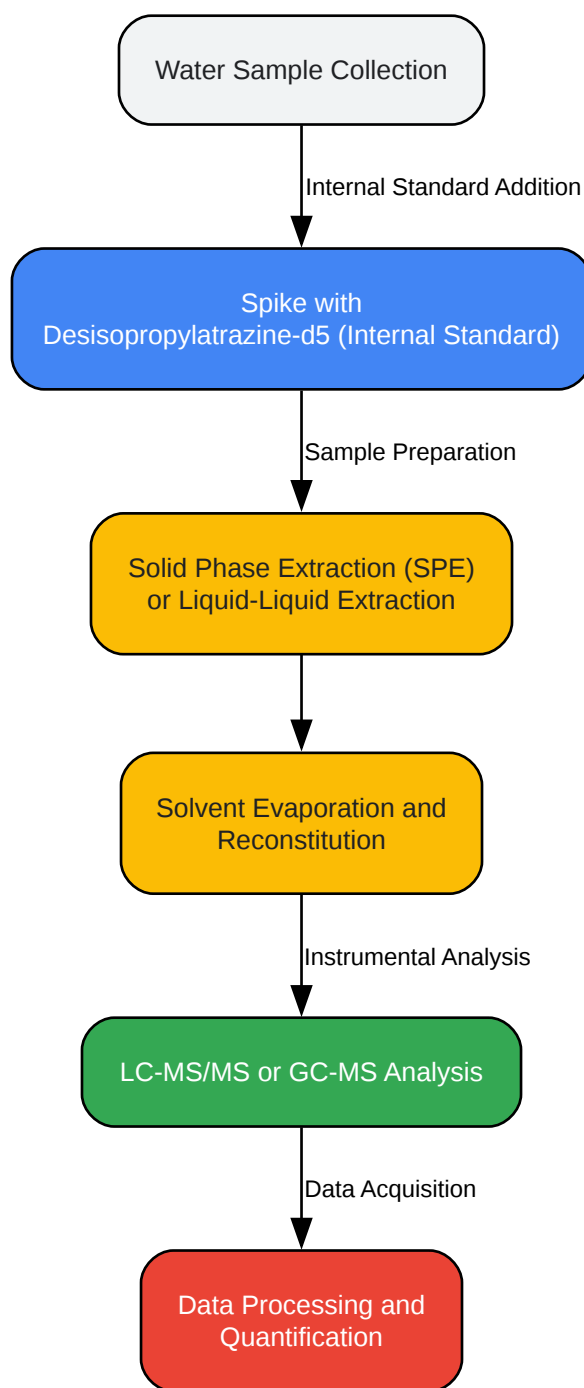 Water Sample Collection
Internal Standard Addition
Spike with
Desisopropylatrazine-d5 (Internal Standard)
Sample Preparation
Solid Phase Extraction (SPE)
or Liquid-Liquid Extraction
Solvent Evaporation and
Reconstitution
Instrumental Analysis
LC-MS/MS or GC-MS Analysis
Data Acquisition
Data Processing and
Quantification